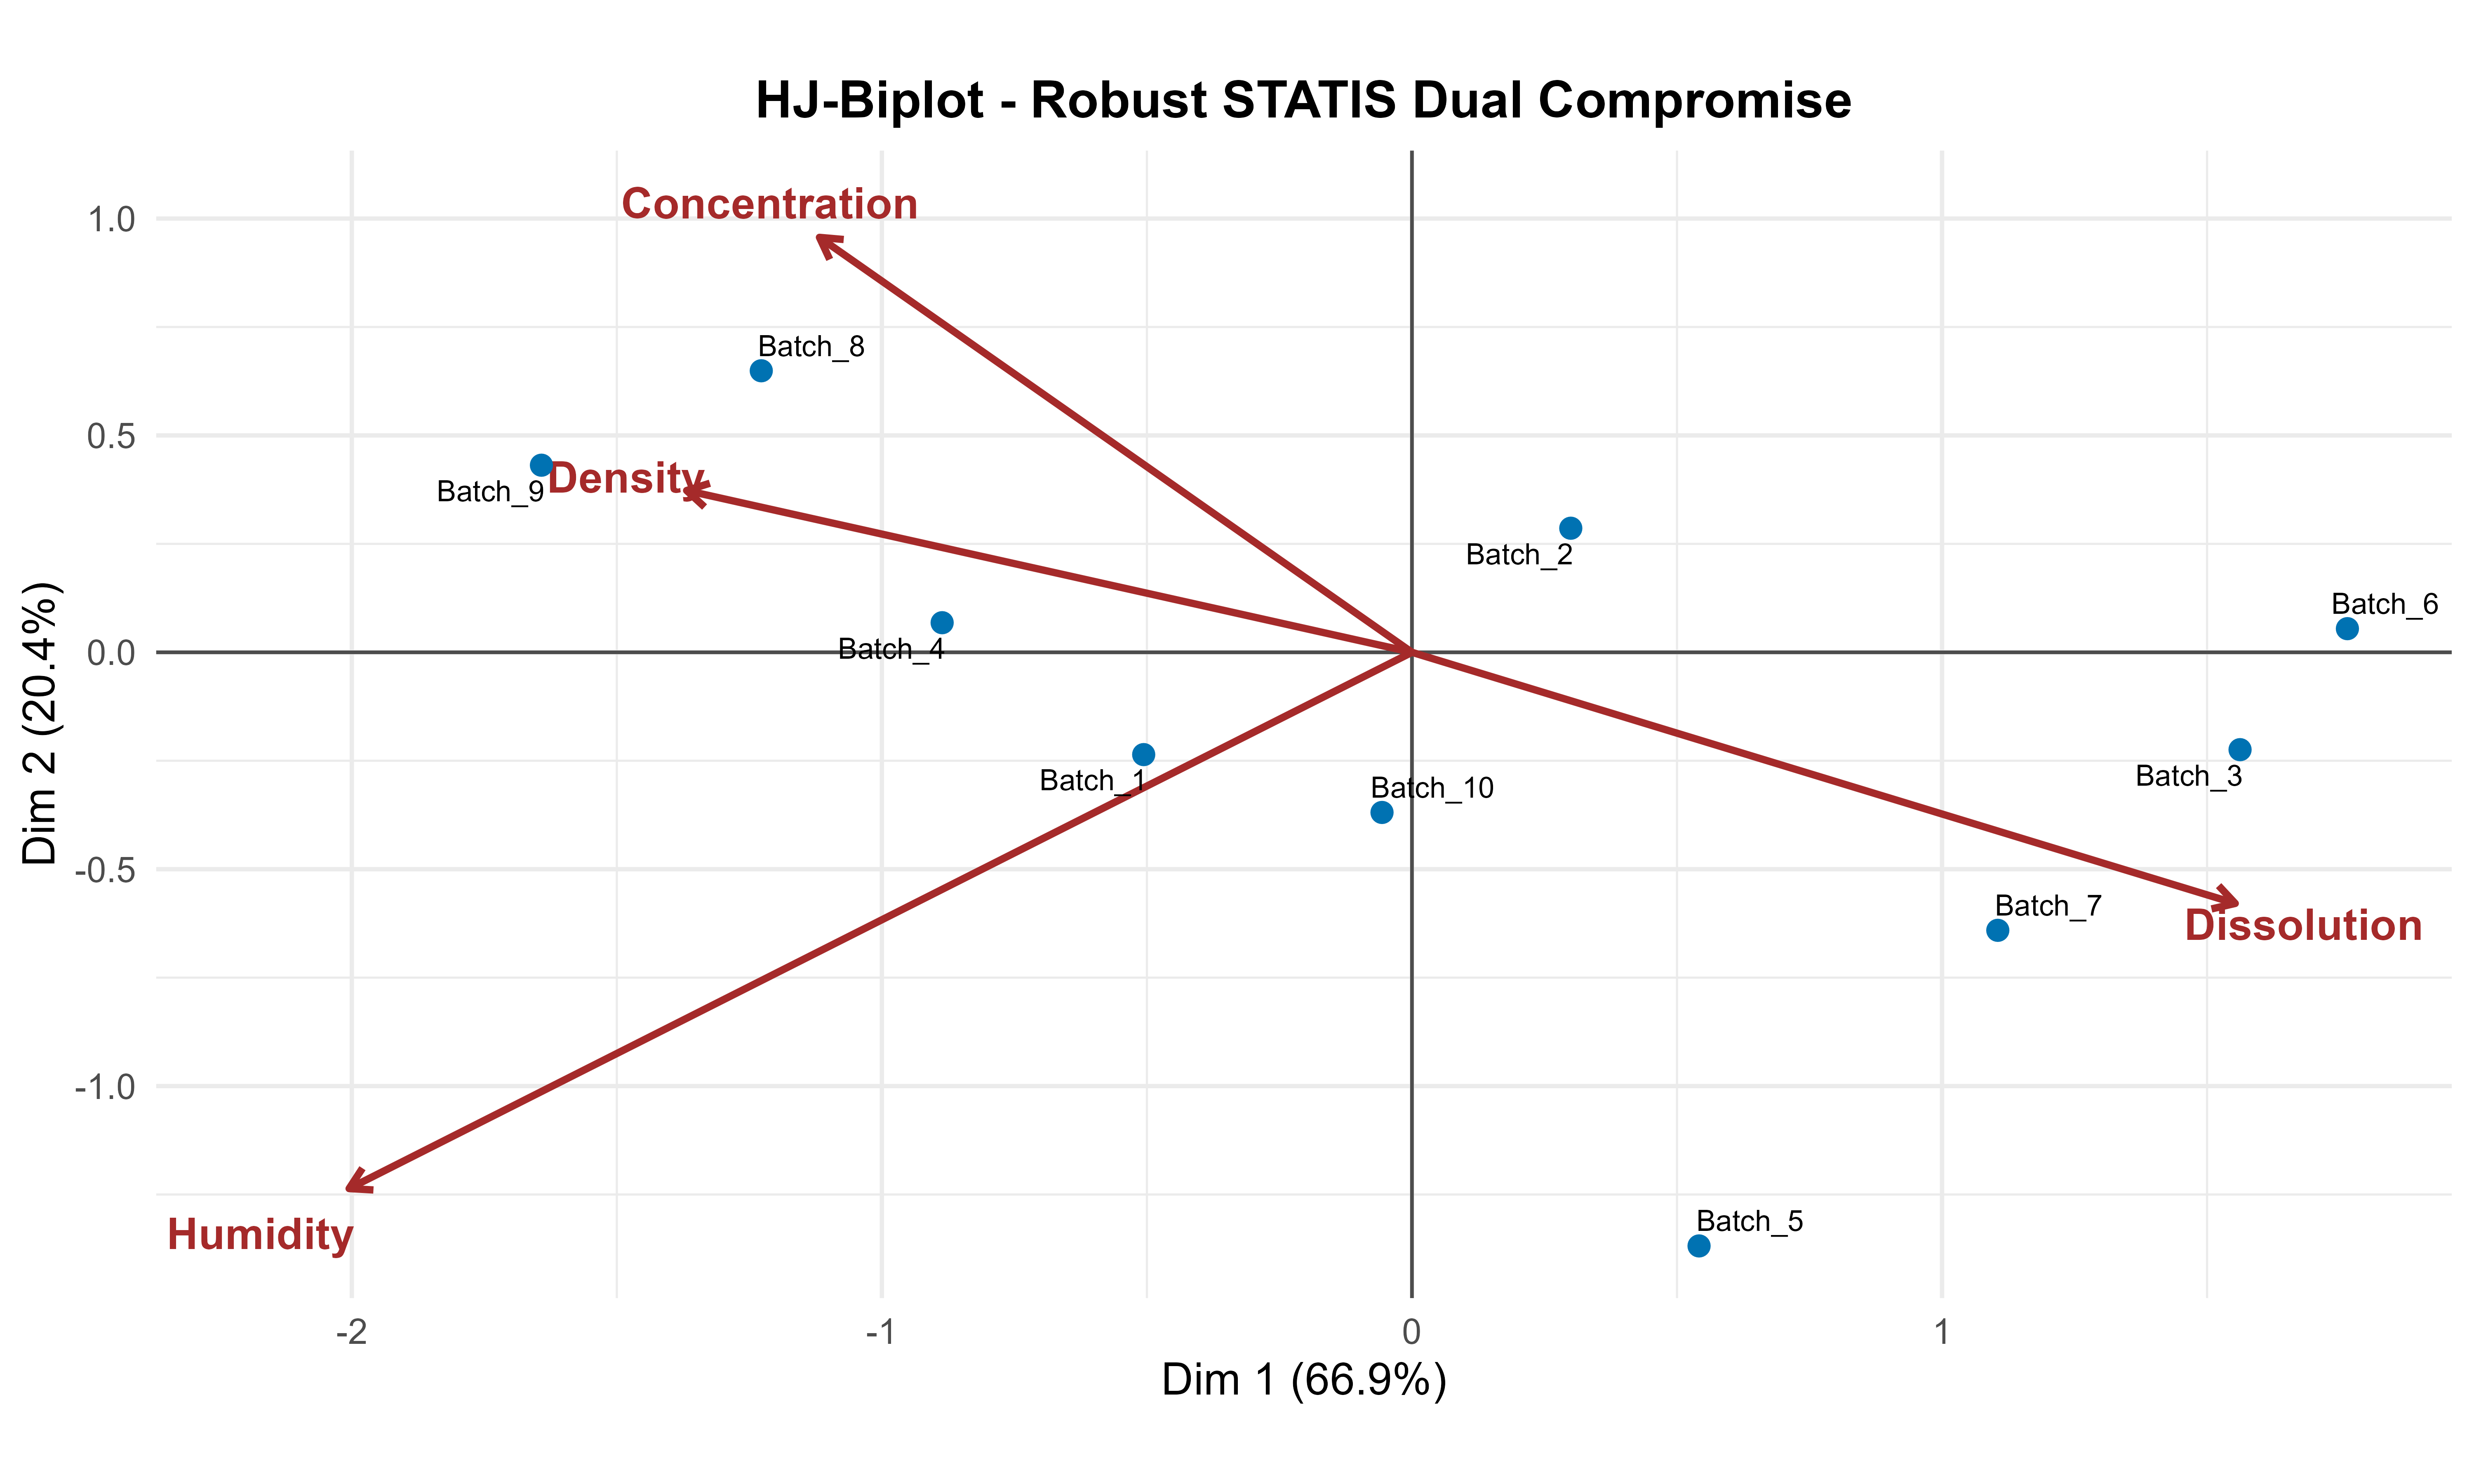 HJ-Biplot - Robust STATIS Dual Compromise
Concentration
1.0
Batch_8
0.5
Density
Batch_9
Batch_2
Batch_6
0.0
Batch_4
Batch_3
Batch_1
Batch_10
-0.5
Batch_7
Dissolution
-1.0
Batch_5
Humidity
-2
-1
0
1
Dim 1 (66.9%)
Dim 2 (20.4%)